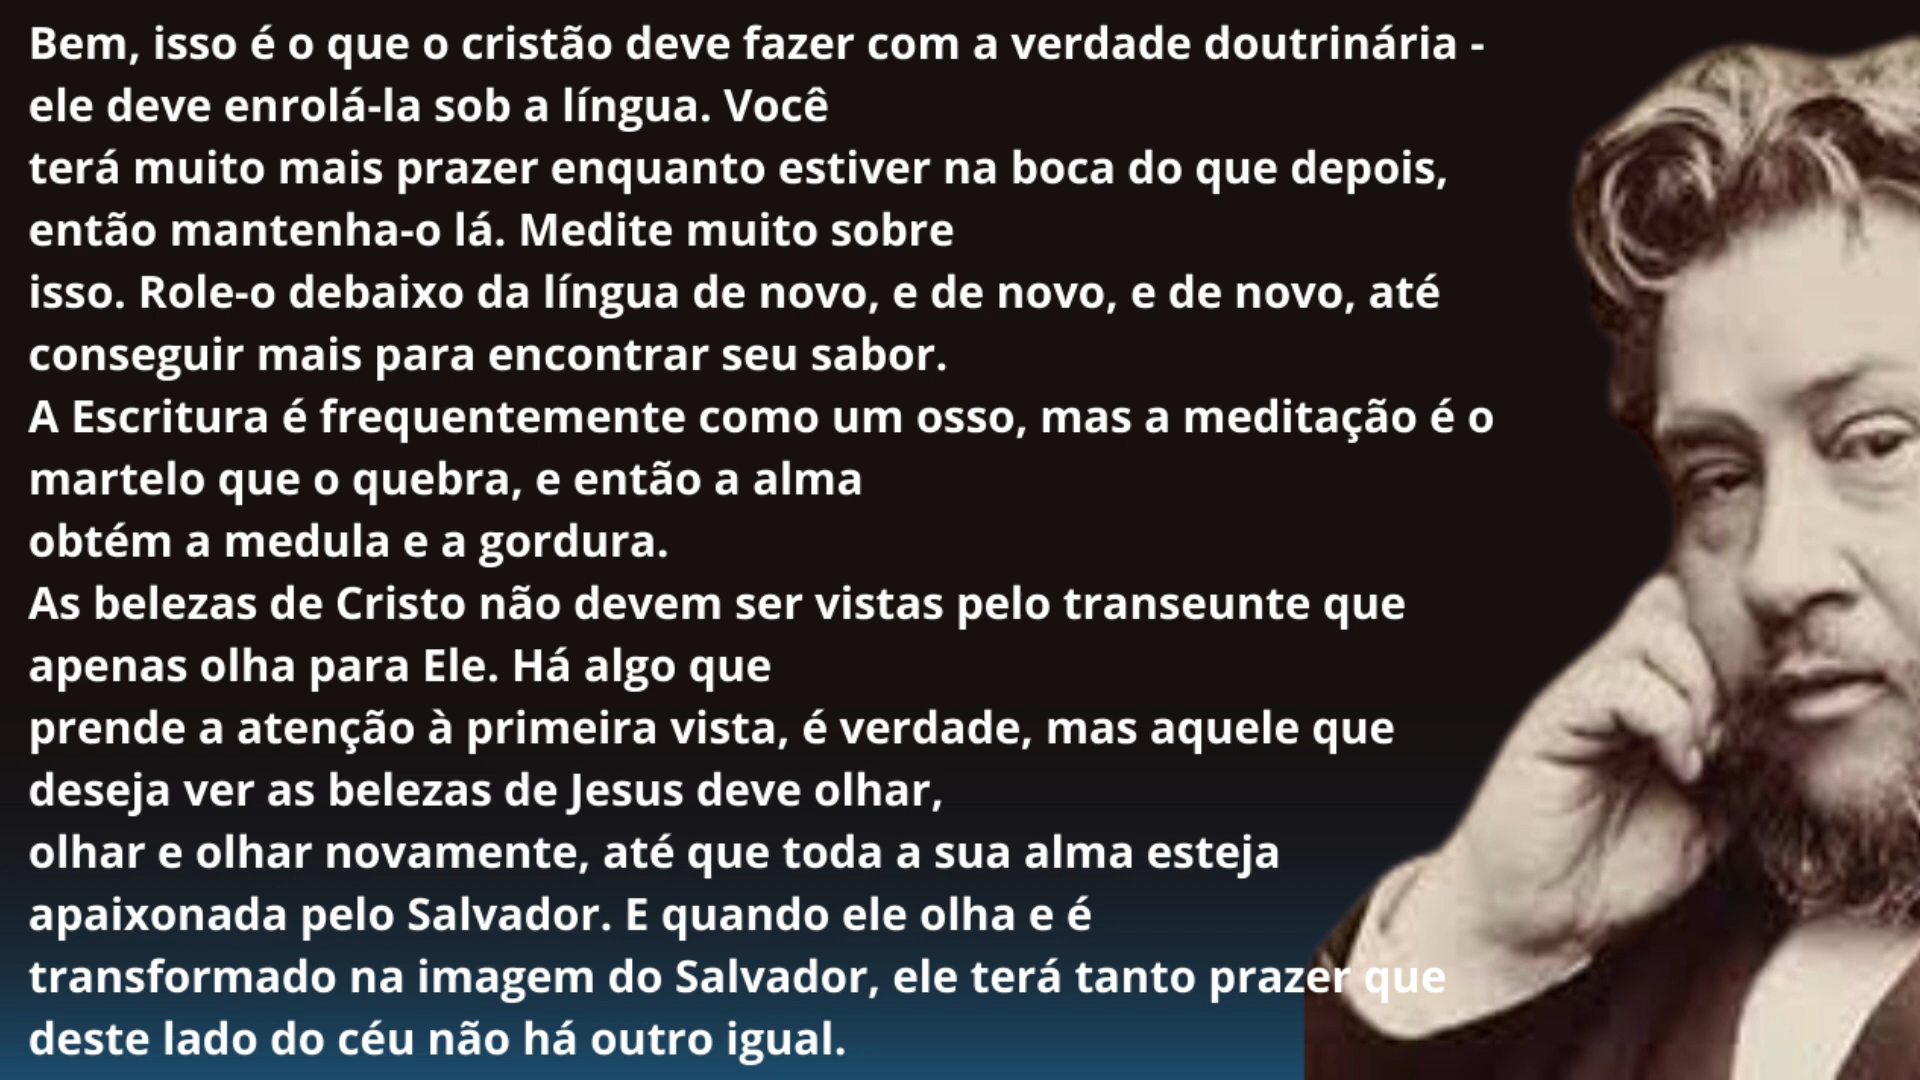 Bem, isso é o que o cristão deve fazer com a verdade doutrinária -
ele deve enrolá-la sob a língua. Você
terá muito mais prazer enquanto estiver na boca do que depois,
então mantenha-o lá. Medite muito sobre
isso. Role-o debaixo da língua de novo, e de novo, e de novo, até
conseguir mais para encontrar seu sabor.
A Escritura é frequentemente como um osso, mas a meditação é o
martelo que o quebra, e então a alma
obtém a medula e a gordura.
As belezas de Cristo não devem ser vistas pelo transeunte que
apenas olha para Ele. Há algo que
prende a atenção à primeira vista, é verdade, mas aquele que
deseja ver as belezas de Jesus deve olhar,
olhar e olhar novamente, até que toda a sua alma esteja
apaixonada pelo Salvador. E quando ele olha e é
transformado na imagem do Salvador, ele terá tanto prazer que
deste lado do céu não há outro igual.